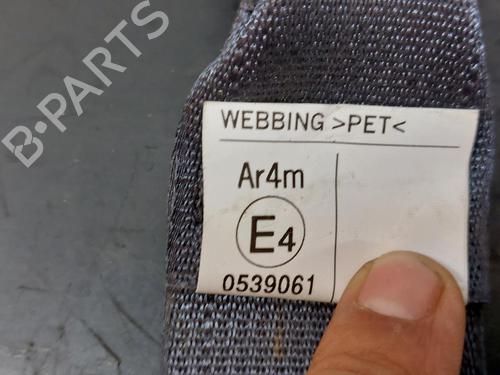 B-PARTS
WEBBING >PET<
Ar4m
E4
0539061